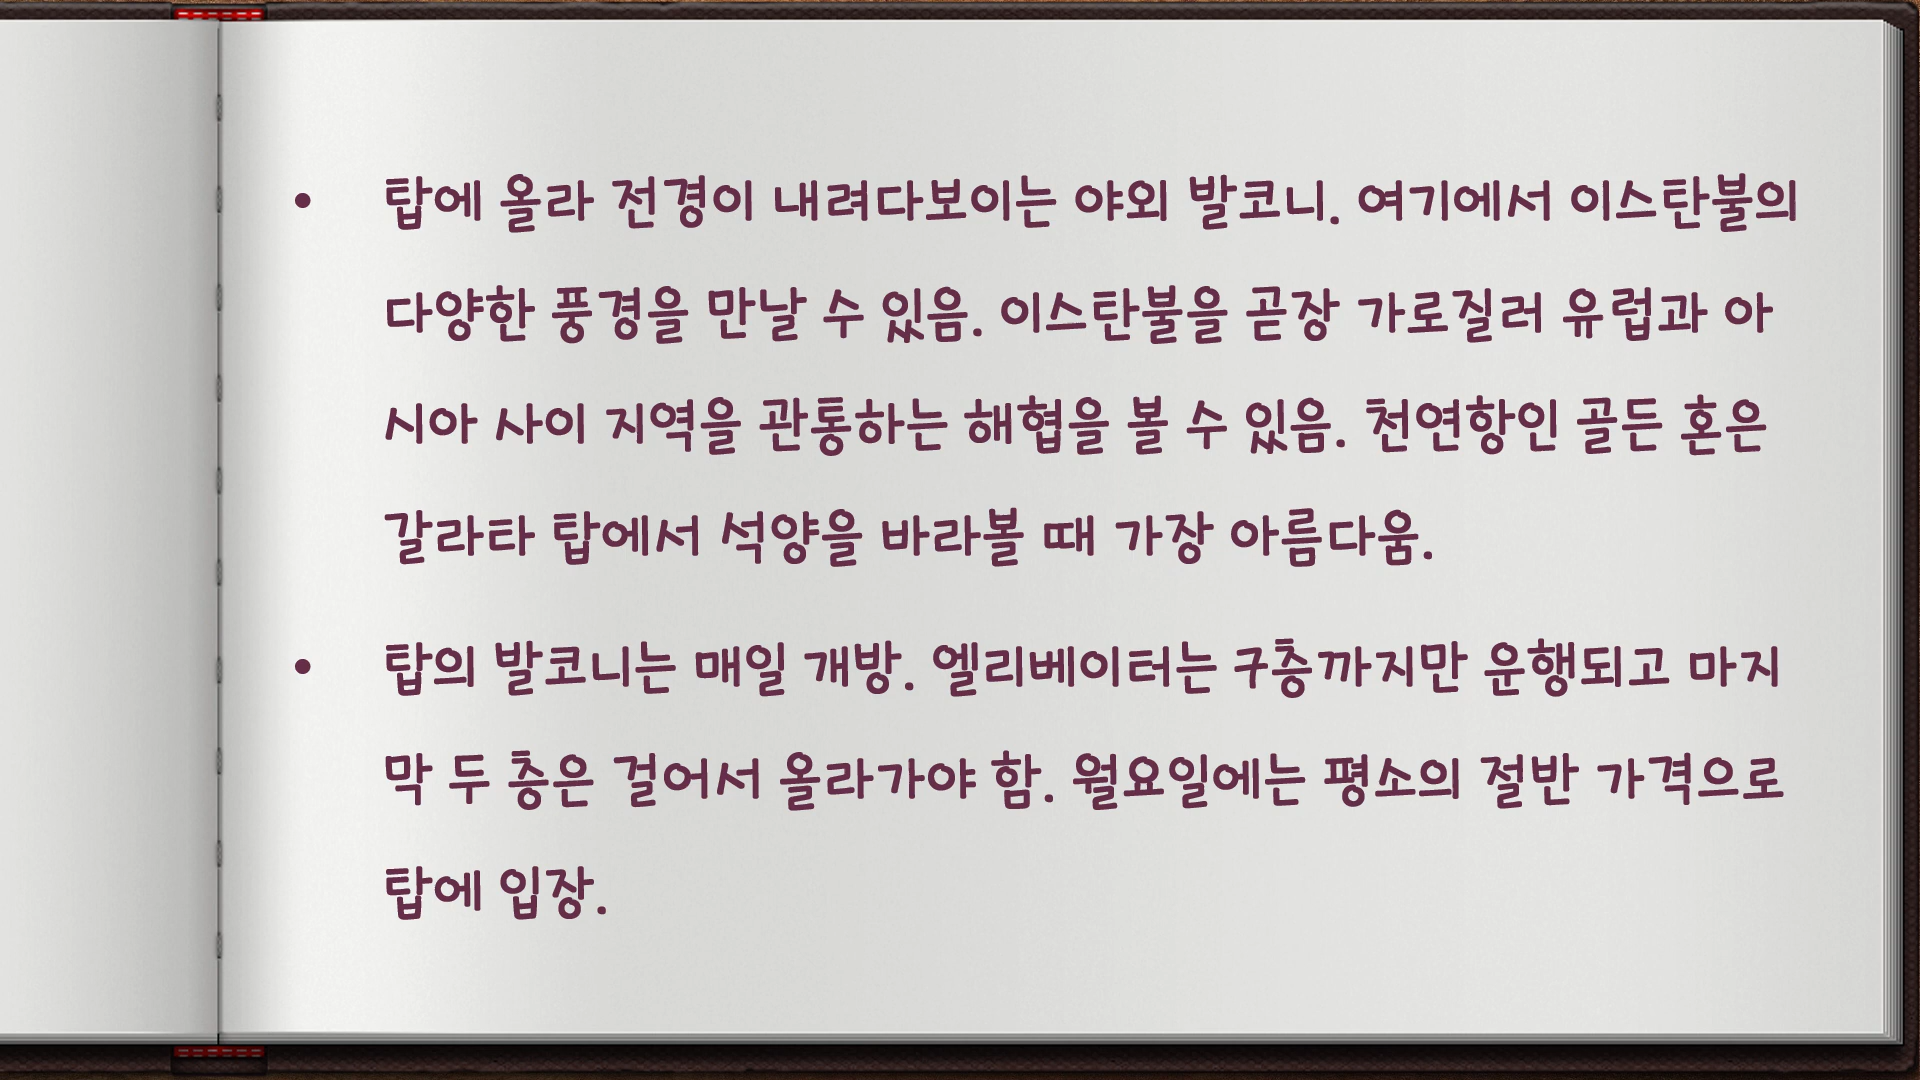 • 탑에 올라 전경이 내려다보이는 야외 발코니. 여기에서 이스탄불의
다양한 풍경을 만날 수 있음. 이스탄불을 곧장 가로질러 유럽과 아
시아 사이 지역을 관통하는 해협을 볼 수 있음. 천연항인 골든 혼은
갈라타 탑에서 석양을 바라볼 때 가장 아름다움.
• 탑의 발코니는 매일 개방. 엘리베이터는 7층까지만 운행되고 마지
막 두 층은 걸어서 올라가야 함. 월요일에는 평소의 절반 가격으로
탑에 입장.